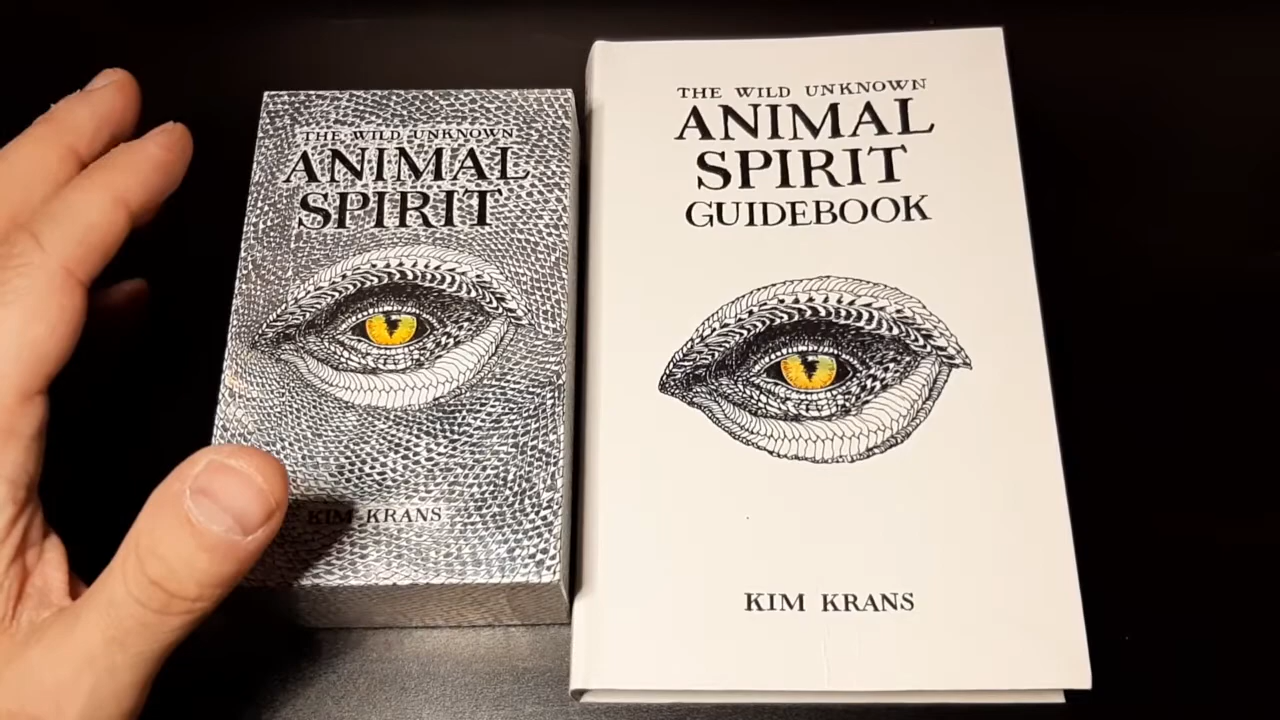 THE WILD UNKNOWN
ANIMAL
SPIRIT
KIM KRANS
THE WILD UNKNOWN
ANIMAL
SPIRIT
GUIDEBOOK
KIM KRANS